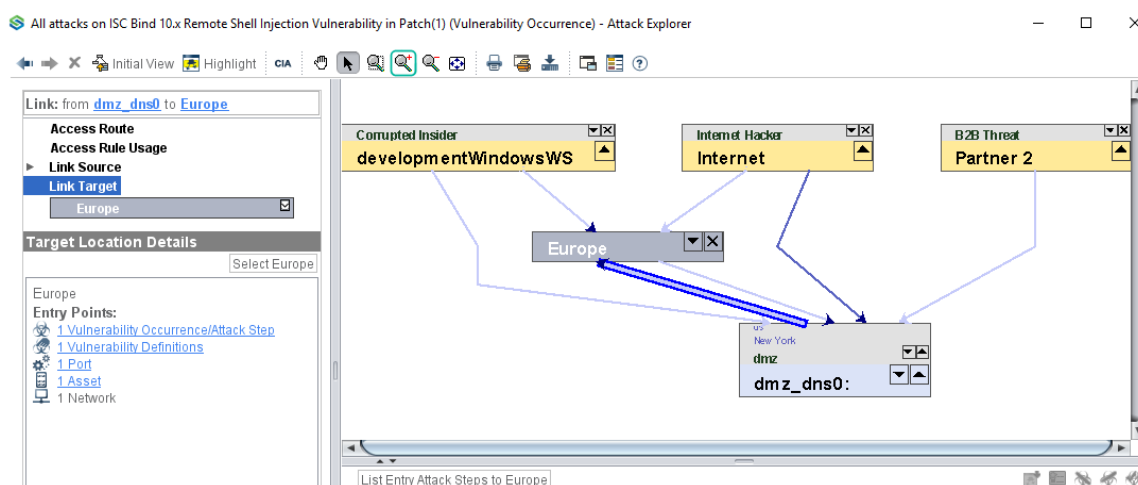 All attacks on ISC Bind 10.x Remote Shell Injection Vulnerability in Patch(1) (Vulnerability Occurrence) - Attack Explorer
Initial View Highlight CIA
Link: from dmz_dns0 to Europe
Access Route
Access Rule Usage
Link Source
Link Target
Europe
Target Location Details
Select Europe
Europe
Entry Points:
1 Vulnerability Occurrence/Attack Step
1 Vulnerability Definitions
1 Port
1 Asset
1 Network
Corrupted Insider
developmentWindowsWS
Internet Hacker
Internet
B2B Threat
Partner 2
Europe
us
New York
dmz
dmz_dns0:
List Entry Attack Steps to Europe